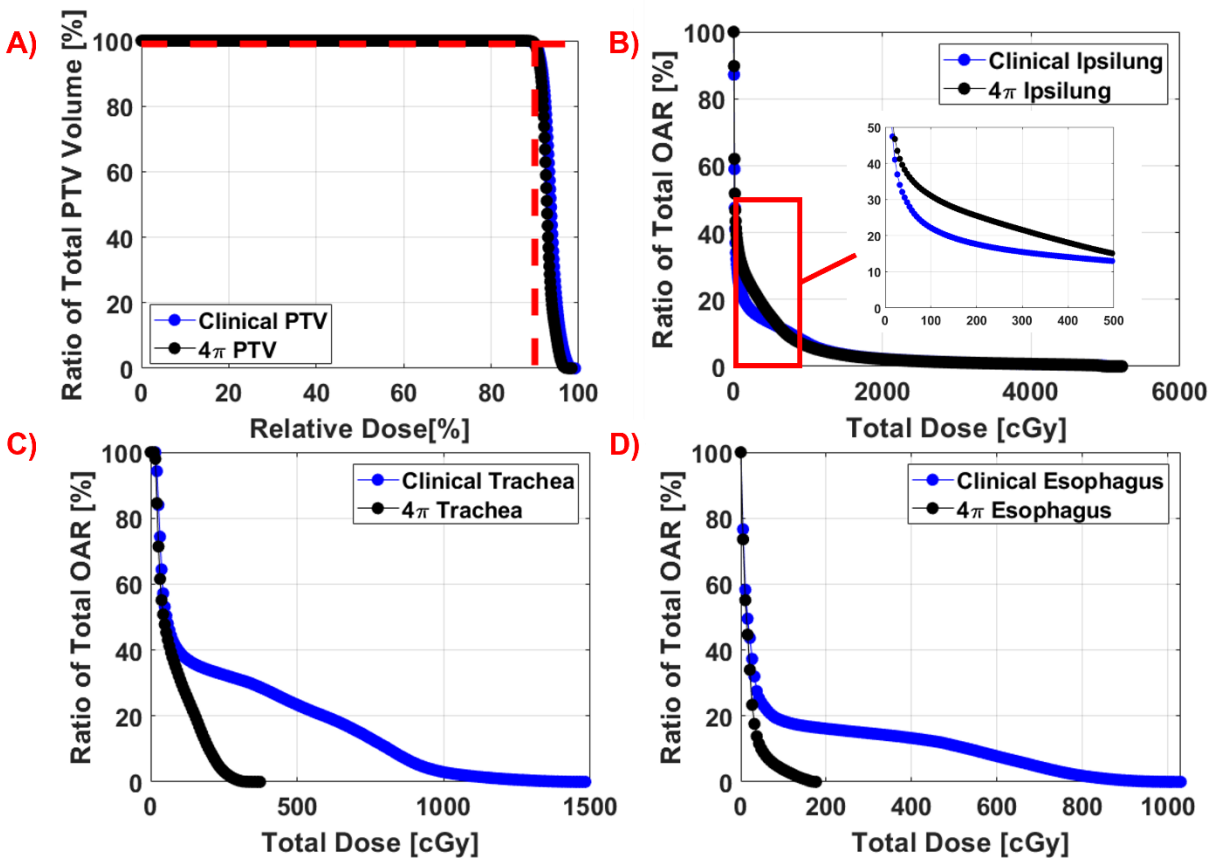 A)
Ratio of Total PTV Volume [%]
100
80
60
40
20
0
Clinical PTV
4π PTV
0 20 40 60 80 100
Relative Dose[%]
B)
Ratio of Total OAR [%]
100
80
60
40
20
0
Clinical Ipsilung
4π Ipsilung
50
40
30
20
10
0
0 100 200 300 400 500
0 2000 4000 6000
Total Dose [cGy]
C)
Ratio of Total OAR [%]
100
80
60
40
20
0
Clinical Trachea
4π Trachea
0 500 1000 1500
Total Dose [cGy]
D)
Ratio of Total OAR [%]
100
80
60
40
20
0
Clinical Esophagus
4π Esophagus
0 200 400 600 800 1000
Total Dose [cGy]